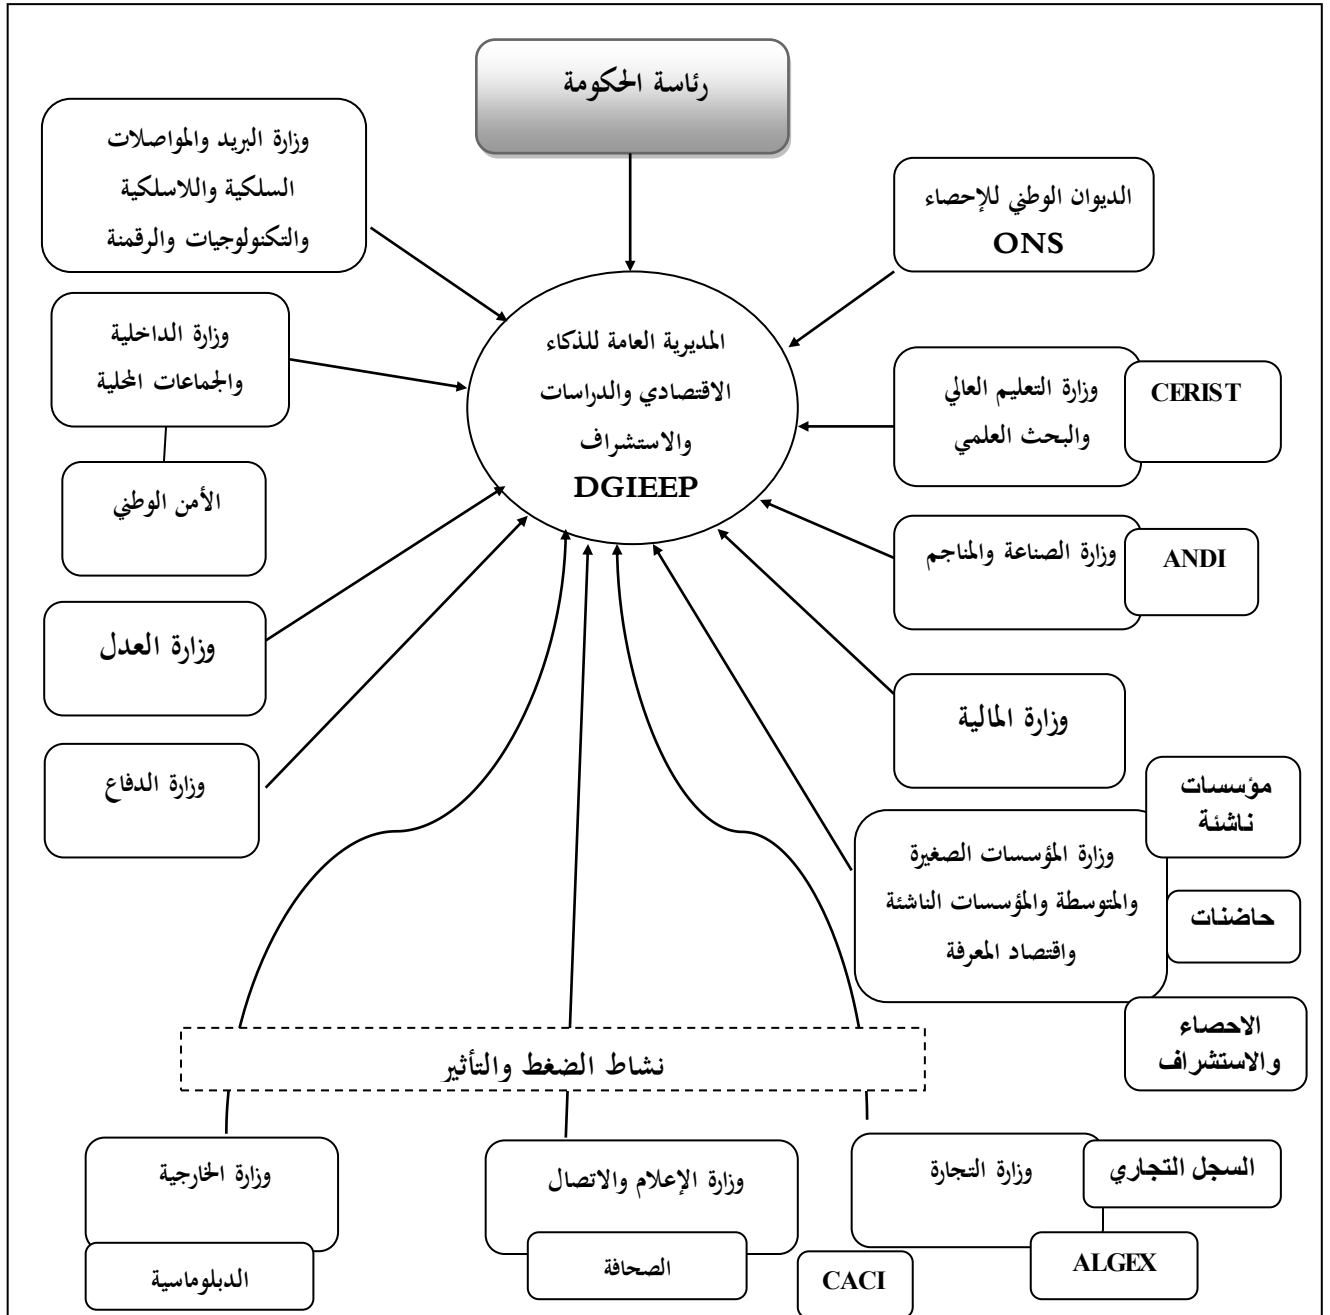 رئاسة الحكومة
الديوان الوطني للإحصاء
ONS
وزارة البريد والمواصلات
السلكية واللاسلكية
والتكنولوجيات والرقمنة
المديرية العامة للذكاء
الاقتصادي والدراسات
والاستشراف
DGIEEP
وزارة الداخلية
والجماعات المحلية
الأمن الوطني
وزارة التعليم العالي
والبحث العلمي
CERIST
وزارة الصناعة والمناجم
ANDI
وزارة العدل
وزارة المالية
وزارة الدفاع
مؤسسات
ناشئة
وزارة المؤسسات الصغيرة
والمتوسطة والمؤسسات الناشئة
واقتصاد المعرفة
حاضنات
الاحصاء
والاستشراف
نشاط الضغط والتأثير
السجل التجاري
وزارة التجارة
ALGEX
CACI
وزارة الإعلام والاتصال
الصحافة
وزارة الخارجية
الدبلوماسية